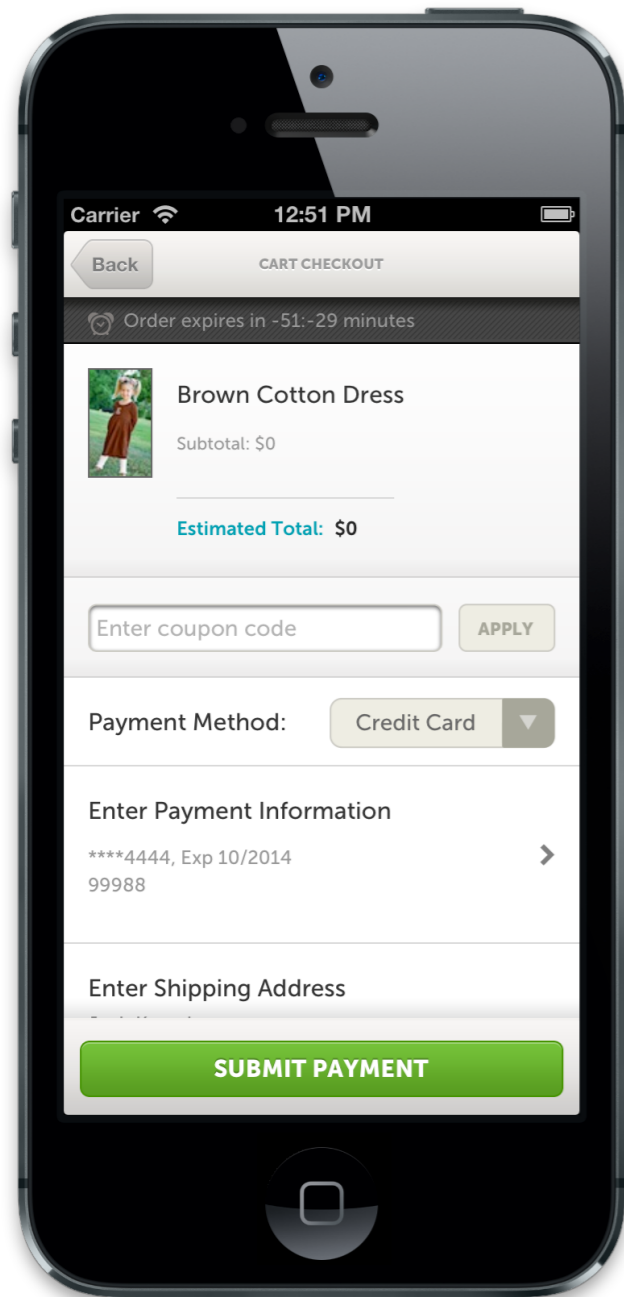 Carrier 12:51 PM
Back CART CHECKOUT
Order expires in -51:-29 minutes
Brown Cotton Dress
Subtotal: $0
Estimated Total: $0
Enter coupon code APPLY
Payment Method: Credit Card
Enter Payment Information
****4444, Exp 10/2014
99988
Enter Shipping Address
SUBMIT PAYMENT